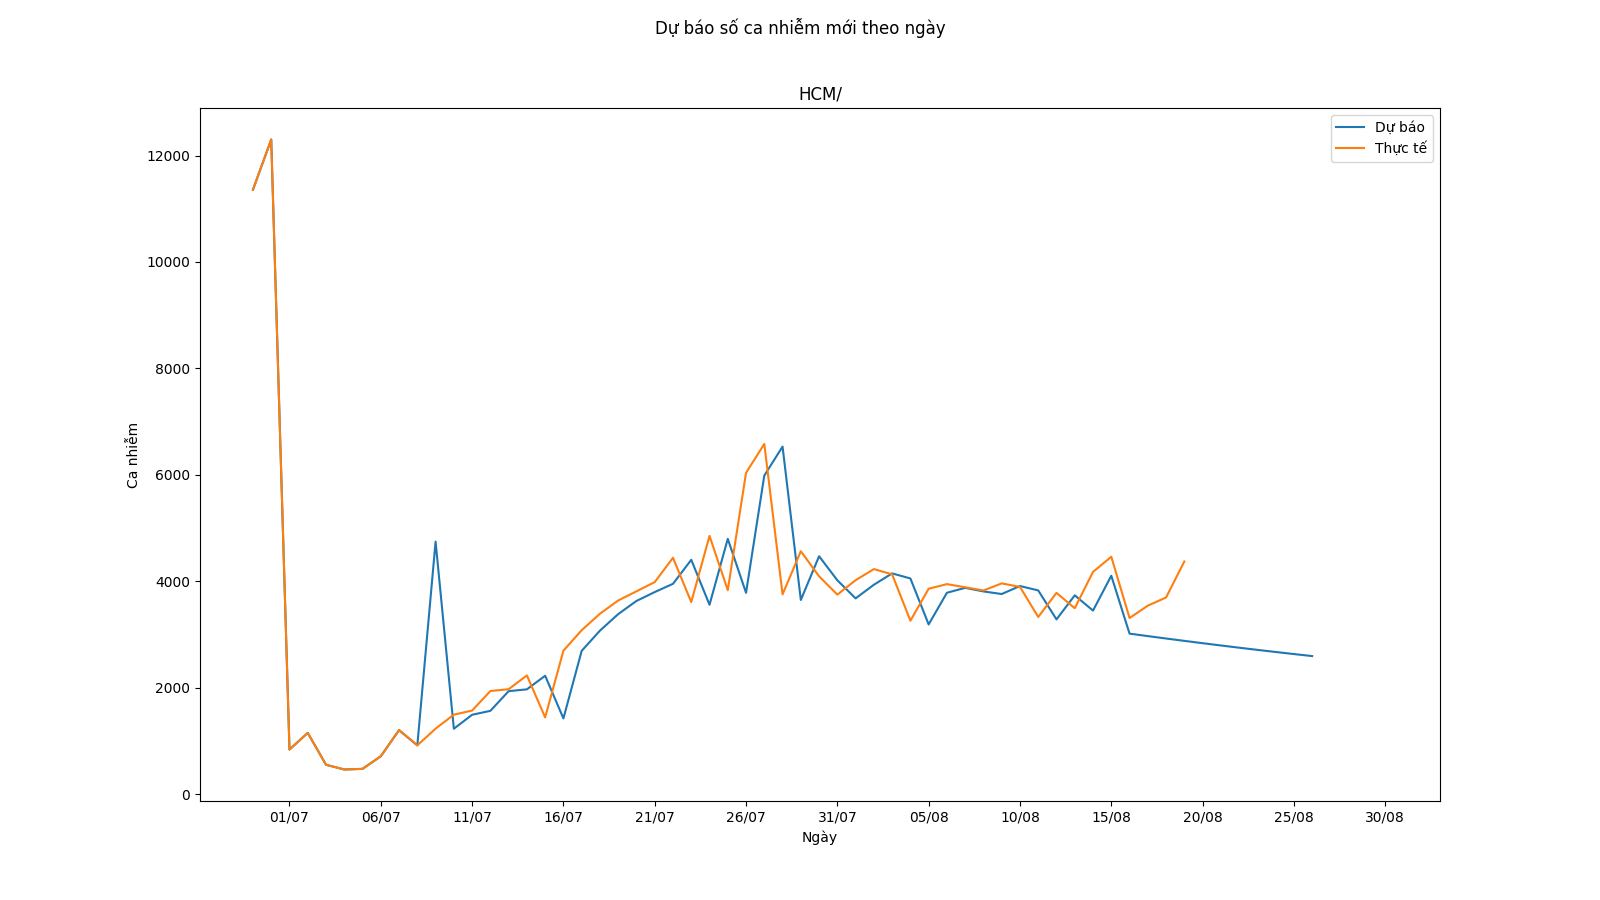 Dự báo số ca nhiễm mới theo ngày
HCM/
Dự báo
Thực tế
12000
10000
8000
6000
4000
2000
0
Ca nhiễm
01/07 06/07 11/07 16/07 21/07 26/07 31/07 05/08 10/08 15/08 20/08 25/08 30/08
Ngày